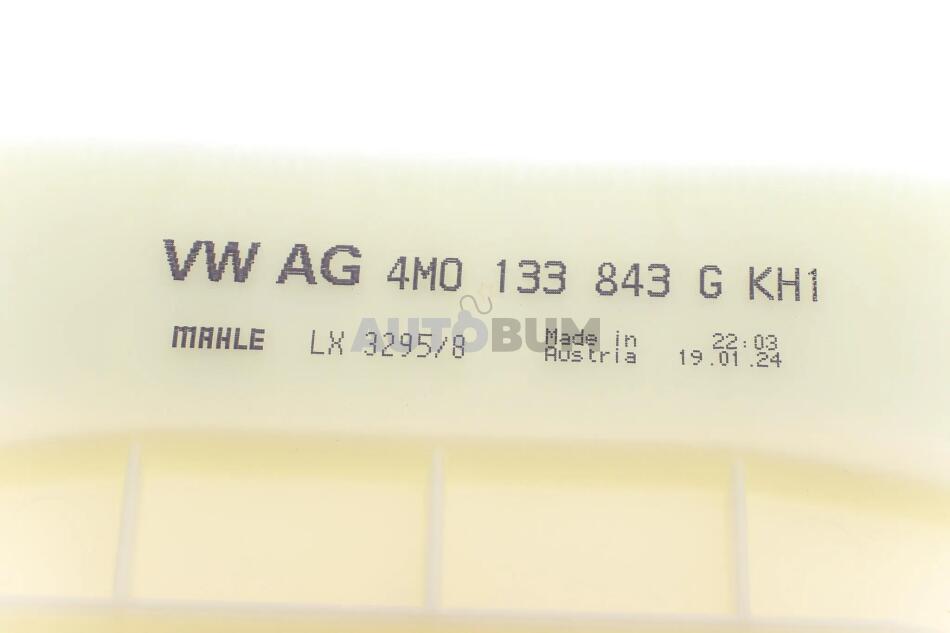 VW AG 4M0 133 843 G KH1
MAHLE LX 3295/8 Made in 22:03
Austria 19.01.24
AUTOBUM